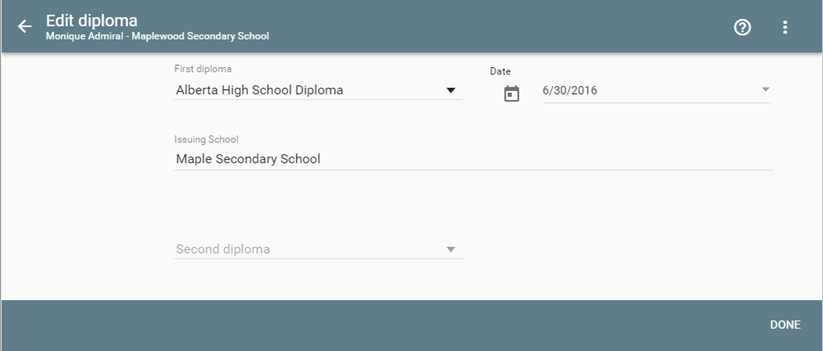 Edit diploma
Monique Admiral - Maplewood Secondary School
First diploma
Date
Alberta High School Diploma
6/30/2016
Issuing School
Maple Secondary School
Second diploma
DONE